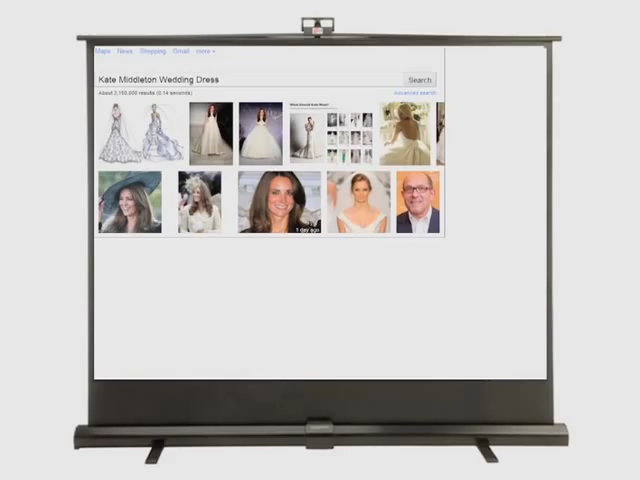 Maps News Shopping Gmail more
Kate Middleton Wedding Dress
Search
About 3,150,000 results (0.14 seconds)
Advanced search
1 day ago